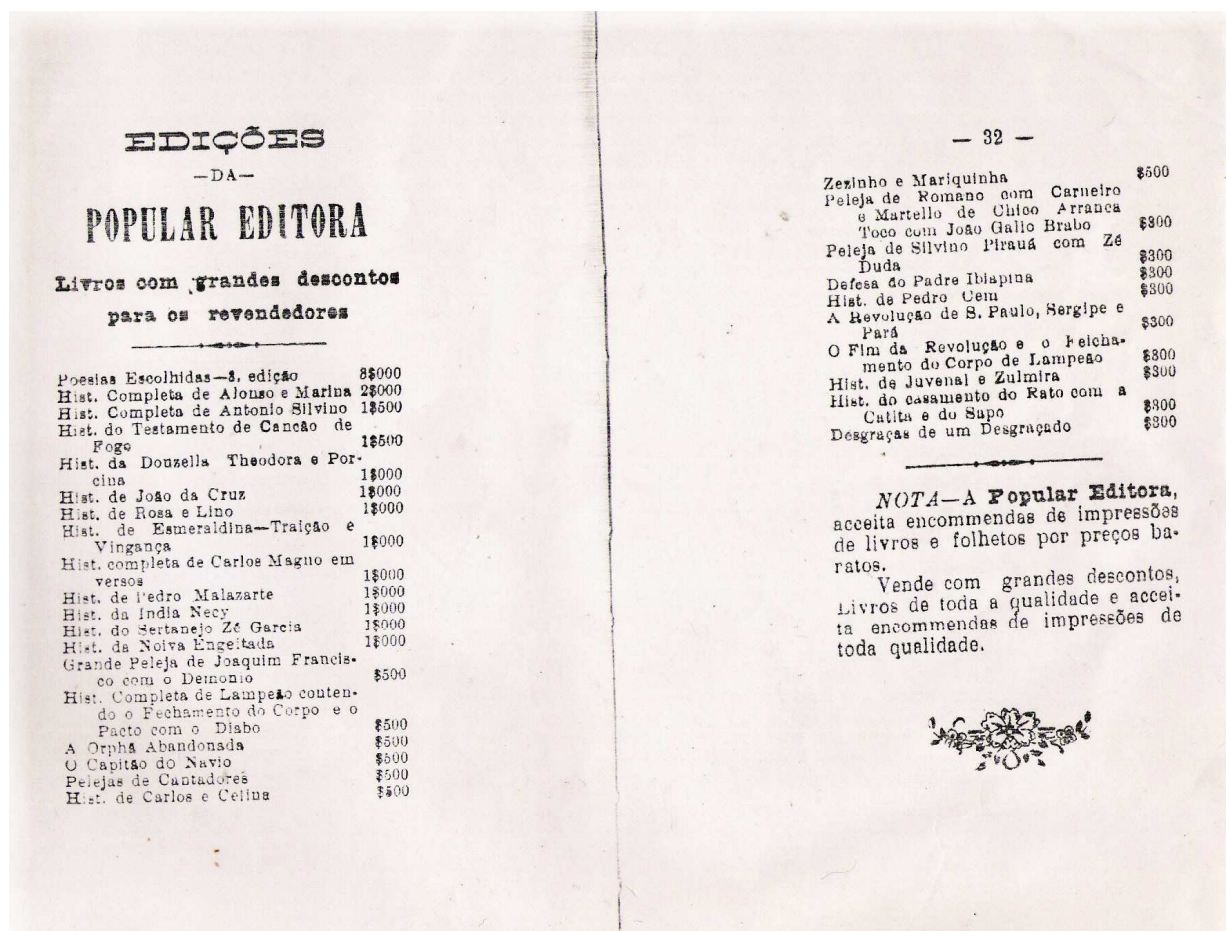 EDIÇÕES
—DA—
POPULAR EDITORA
Livros com grandes descontos
para os revendedores
Poesias Escolhidas—3. edição 8$000
Hist. Completa de Alonso e Marina 2$000
Hist. Completa de Antonio Silvino 1$500
Hist. do Testamento de Cancão de
Fogo 1$500
Hist. da Donzella Theodora e Por-
cina 1$000
Hist. de João da Cruz 1$000
Hist. de Rosa e Lino 1$000
Hist. de Esmeraldina—Traição e
Vingança 1$000
Hist. completa de Carlos Magno em
versos 1$000
Hist. de Pedro Malazarte 1$000
Hist. da India Necy 1$000
Hist. do Sertanejo Zé Garcia 1$000
Hist. da Noiva Engeitada 1$000
Grande Peleja de Joaquim Francis-
co com o Demonio $500
Hist. Completa de Lampeão conten-
do o Fechamento do Corpo e o
Pacto com o Diabo $500
A Orphã Abandonada $500
O Capitão do Navio $500
Pelejas de Cantadores $500
Hist. de Carlos e Celina $500
— 32 —
Zezinho e Mariquinha $500
Peleja de Romano com Carneiro
e Martello de Chico Arranca
Toco com João Gallo Brabo $300
Peleja de Silvino Pirauá com Zé
Duda $300
Defesa do Padre Ibiapina $300
Hist. de Pedro Cem $300
A Revolução de S. Paulo, Sergipe e
Pará $300
O Fim da Revolução e o Feicha-
mento do Corpo de Lampeão $300
Hist. de Juvenal e Zulmira $300
Hist. do casamento do Rato com a
Catita e do Sapo $300
Desgraças de um Desgraçado $300
NOTA—A Popular Editora,
acceita encommendas de impressões
de livros e folhetos por preços ba-
ratos.
Vende com grandes descontos,
Livros de toda a qualidade e accei-
ta encommendas de impressões de
toda qualidade.